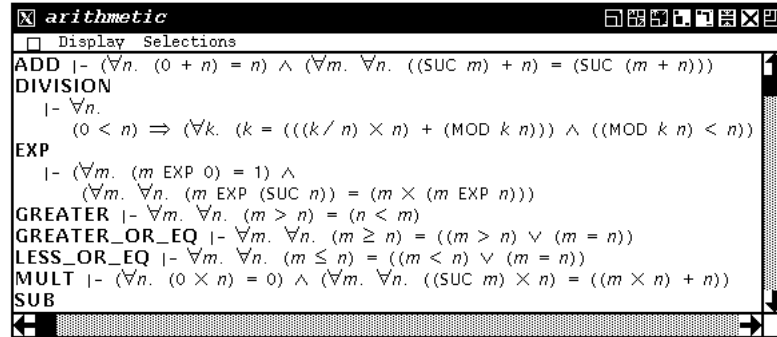 arithmetic
Display Selections
ADD |- (∀n. (0 + n) = n) ∧ (∀m. ∀n. ((SUC m) + n) = (SUC (m + n)))
DIVISION
|- ∀n.
(0 < n) ⇒ (∀k. (k = (((k/ n) × n) + (MOD k n))) ∧ ((MOD k n) < n))
EXP
|- (∀m. (m EXP 0) = 1) ∧
(∀m. ∀n. (m EXP (SUC n)) = (m × (m EXP n)))
GREATER |- ∀m. ∀n. (m > n) = (n < m)
GREATER_OR_EQ |- ∀m. ∀n. (m ≥ n) = ((m > n) ∨ (m = n))
LESS_OR_EQ |- ∀m. ∀n. (m ≤ n) = ((m < n) ∨ (m = n))
MULT |- (∀n. (0 × n) = 0) ∧ (∀m. ∀n. ((SUC m) × n) = ((m × n) + n))
SUB